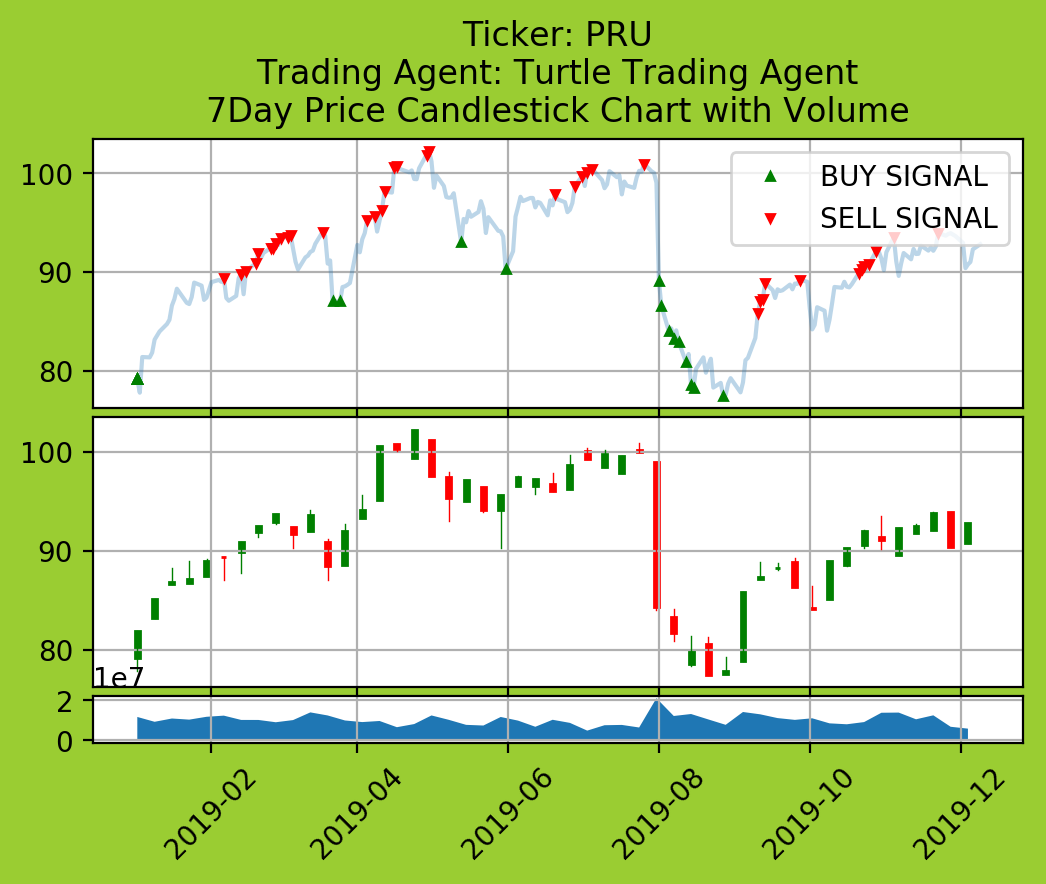 Ticker: PRU
Trading Agent: Turtle Trading Agent
7Day Price Candlestick Chart with Volume
BUY SIGNAL
SELL SIGNAL
100
90
80
100
90
80
1e7
2
0
2019-02
2019-04
2019-06
2019-08
2019-10
2019-12